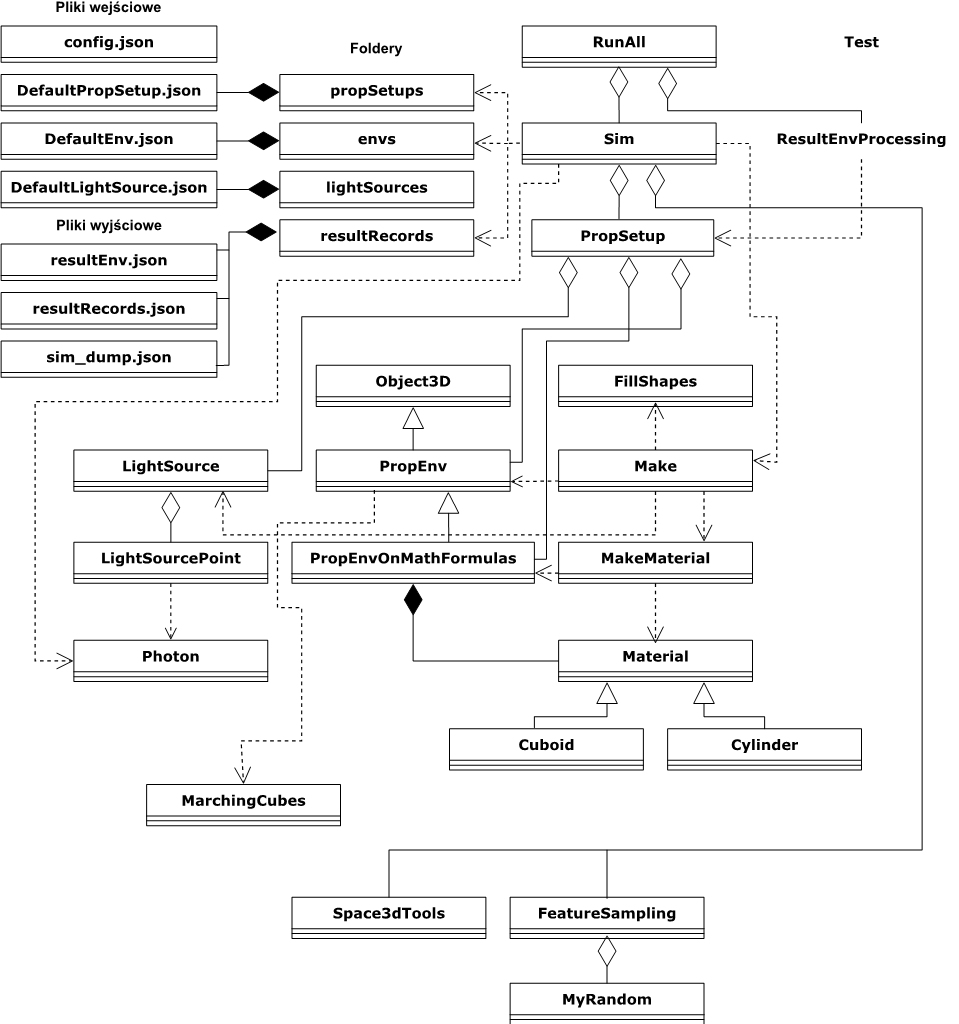 Pliki wejściowe
config.json
Foldery
RunAll
Test
DefaultPropSetup.json
propSetups
DefaultEnv.json
envs
Sim
ResultEnvProcessing
DefaultLightSource.json
lightSources
Pliki wyjściowe
resultRecords
PropSetup
resultEnv.json
resultRecords.json
sim_dump.json
Object3D
FillShapes
LightSource
PropEnv
Make
LightSourcePoint
PropEnvOnMathFormulas
MakeMaterial
Photon
Material
Cuboid
Cylinder
MarchingCubes
Space3dTools
FeatureSampling
MyRandom